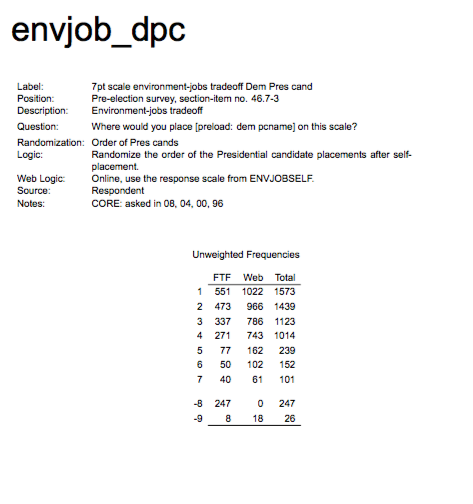 envjob_dpc
Label: 7pt scale environment-jobs tradeoff Dem Pres cand
Position: Pre-election survey, section-item no. 46.7-3
Description: Environment-jobs tradeoff
Question: Where would you place [preload: dem pcname] on this scale?
Randomization: Order of Pres cands
Logic: Randomize the order of the Presidential candidate placements after self-
placement.
Web Logic: Online, use the response scale from ENVJOBSELF.
Source: Respondent
Notes: CORE: asked in 08, 04, 00, 96
Unweighted Frequencies
FTF Web Total
1 551 1022 1573
2 473 966 1439
3 337 786 1123
4 271 743 1014
5 77 162 239
6 50 102 152
7 40 61 101
-8 247 0 247
-9 8 18 26